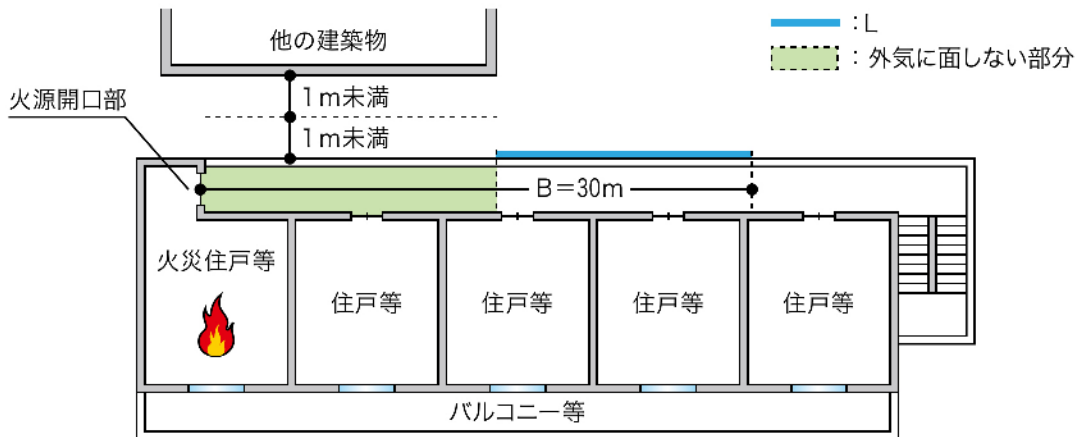 他の建築物
:L
:外気に面しない部分
火源開口部
1m未満
1m未満
B=30m
火災住戸等
住戸等
住戸等
住戸等
住戸等
バルコニー等